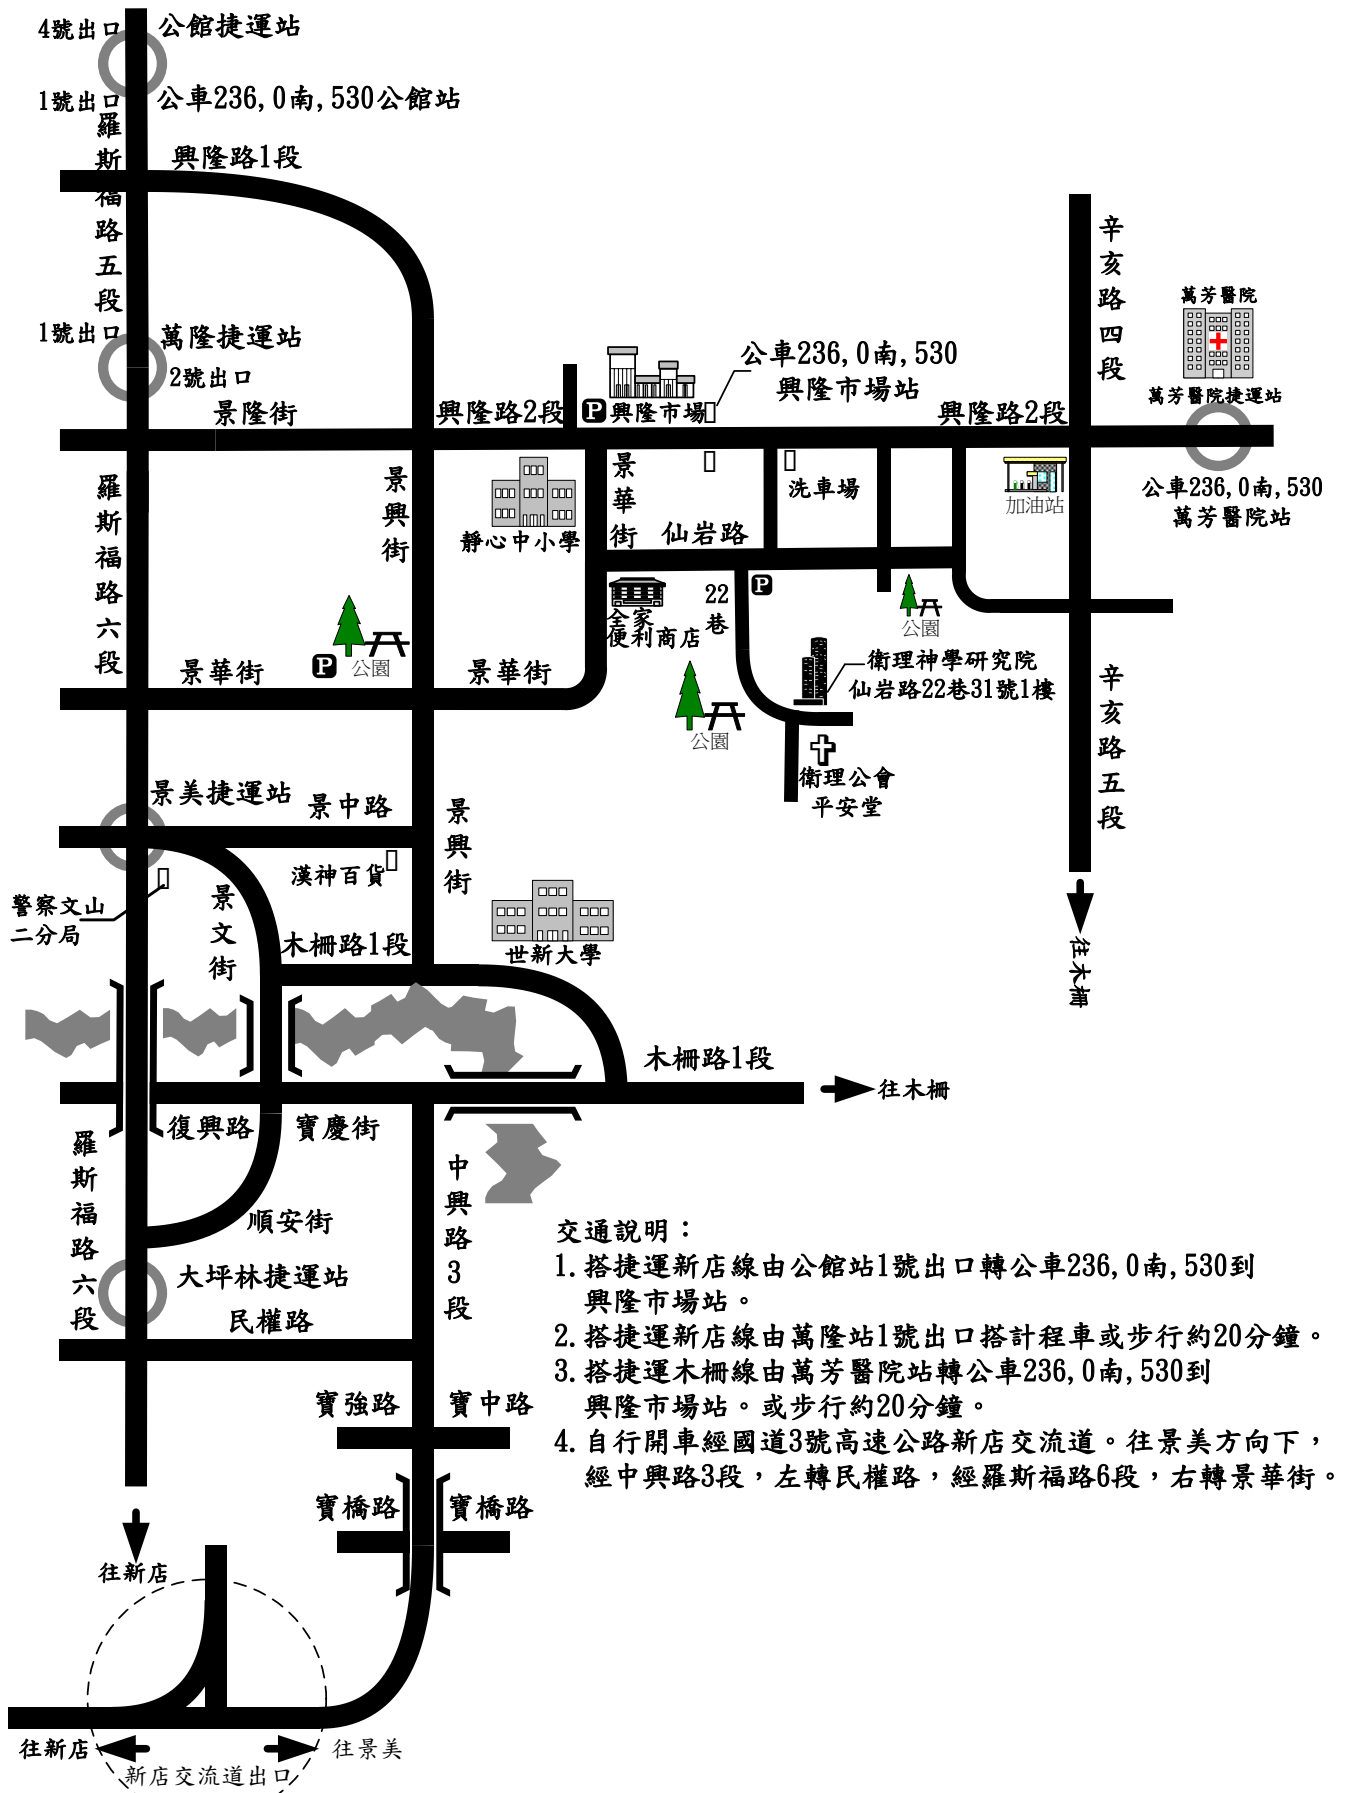 4號出口
公館捷運站
1號出口
公車236,0南,530公館站
羅斯福路五段
興隆路1段
辛亥路四段
萬芳醫院
1號出口
萬隆捷運站
2號出口
公車236,0南,530
興隆市場站
萬芳醫院捷運站
景隆街
興隆路2段
P
興隆市場
興隆路2段
羅斯福路六段
景興街
景華街
洗車場
加油站
公車236,0南,530
萬芳醫院站
靜心中小學
仙岩路
全家
便利商店
22
巷
P
公園
公園
P
景華街
景華街
衛理神學研究院
仙岩路22巷31號1樓
辛亥路五段
公園
衛理公會
平安堂
景美捷運站
景中路
景興街
漢神百貨
警察文山
二分局
景文街
木柵路1段
世新大學
往木柵
木柵路1段
往木柵
復興路
寶慶街
羅斯福路六段
中興路3段
順安街
大坪林捷運站
民權路
交通說明：
1.搭捷運新店線由公館站1號出口轉公車236,0南,530到
興隆市場站。
2.搭捷運新店線由萬隆站1號出口搭計程車或步行約20分鐘。
3.搭捷運木柵線由萬芳醫院站轉公車236,0南,530到
興隆市場站。或步行約20分鐘。
4.自行開車經國道3號高速公路新店交流道。往景美方向下，
經中興路3段，左轉民權路，經羅斯福路6段，右轉景華街。
寶強路
寶中路
寶橋路
寶橋路
往新店
往新店
往景美
新店交流道出口